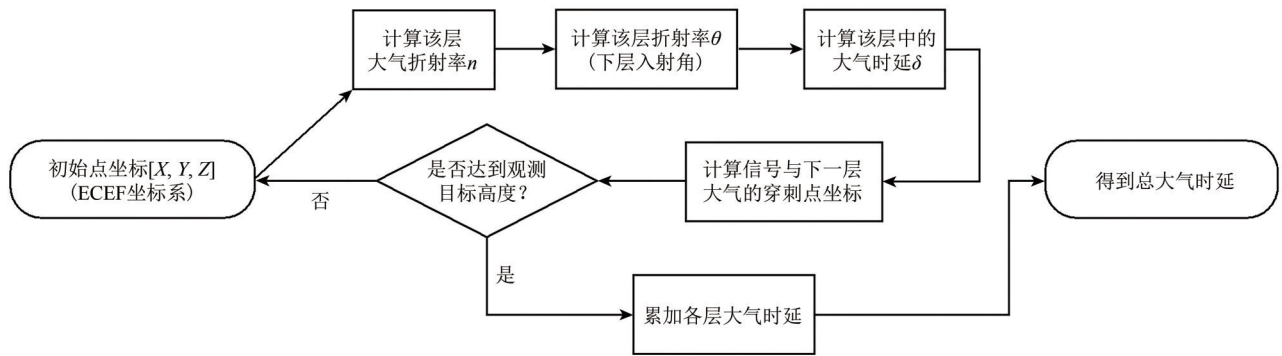 计算该层
大气折射率n
计算该层折射率θ
(下层入射角)
计算该层中的
大气时延δ
初始点坐标[X, Y, Z]
(ECEF坐标系)
否
是否达到观测
目标高度?
计算信号与下一层
大气的穿刺点坐标
得到总大气时延
是
累加各层大气时延